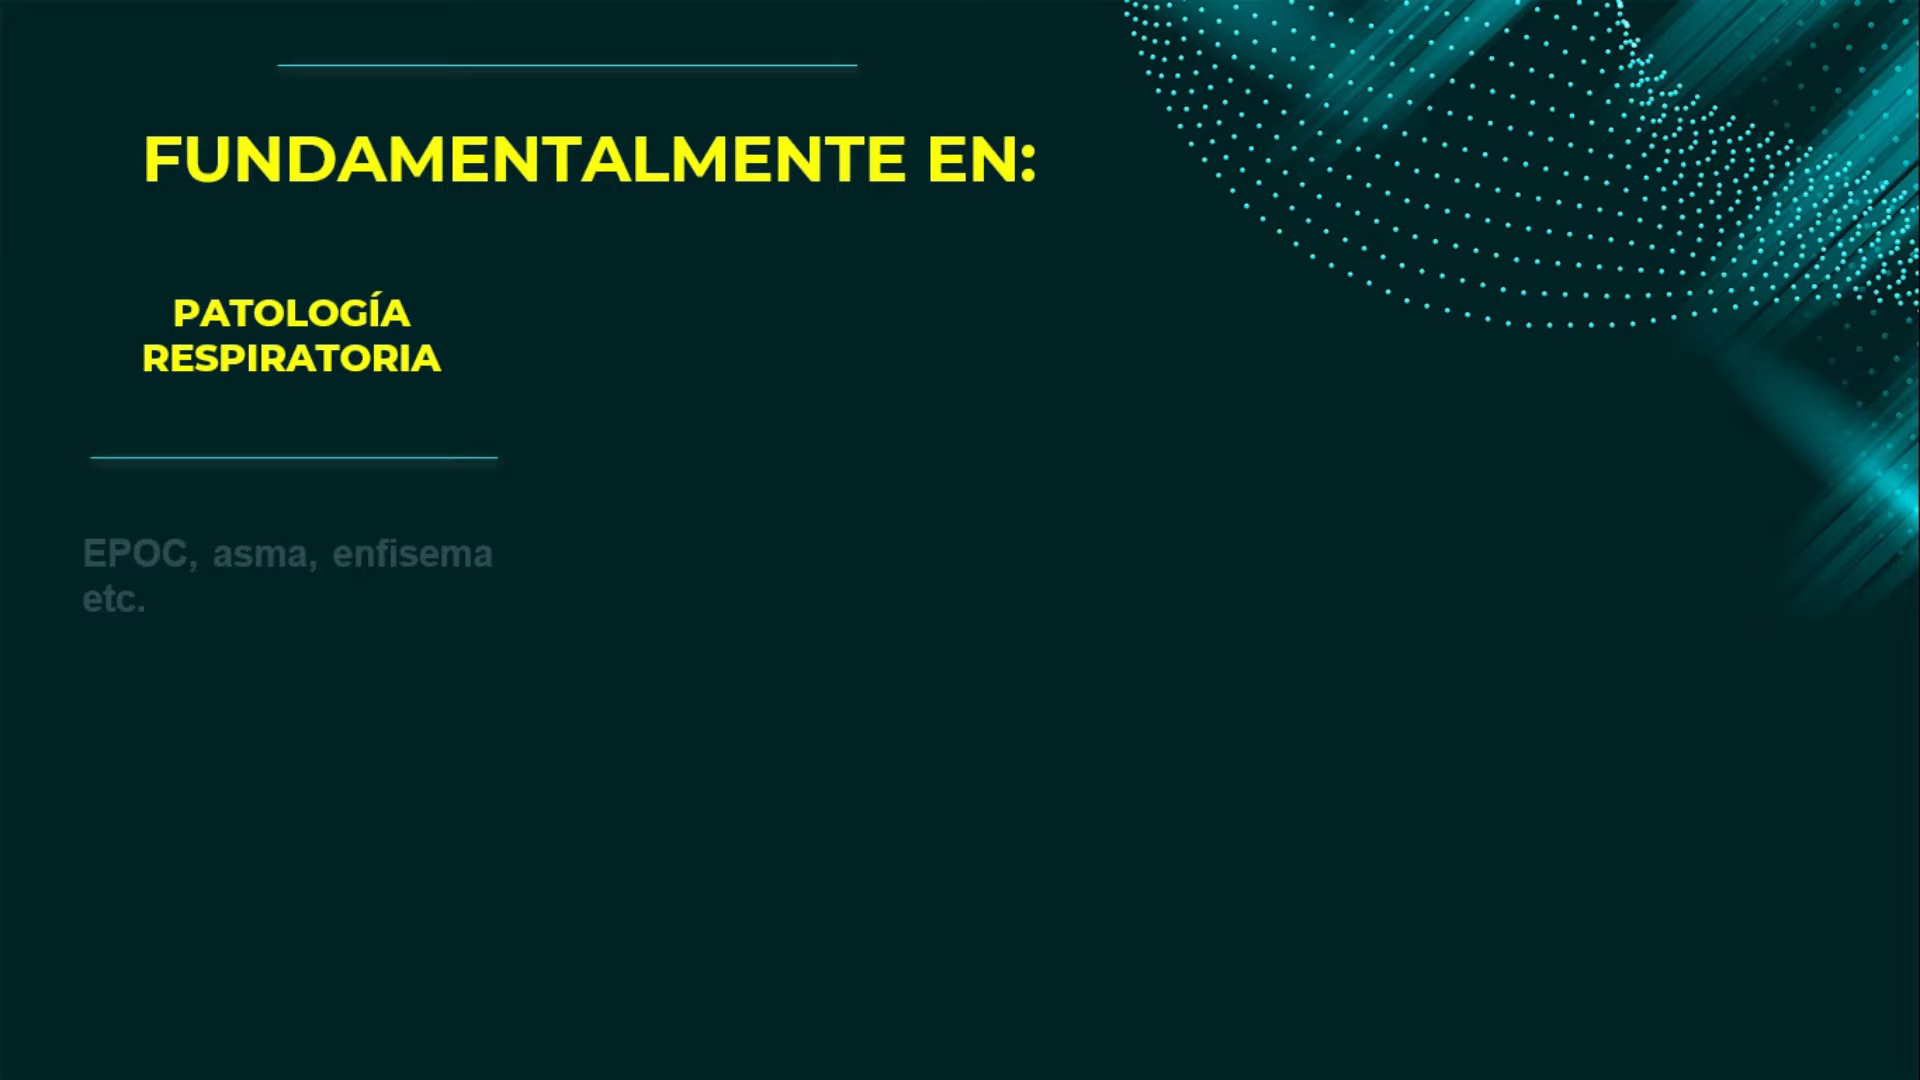 FUNDAMENTALMENTE EN:
PATOLOGÍA
RESPIRATORIA
EPOC, asma, enfisema
etc.